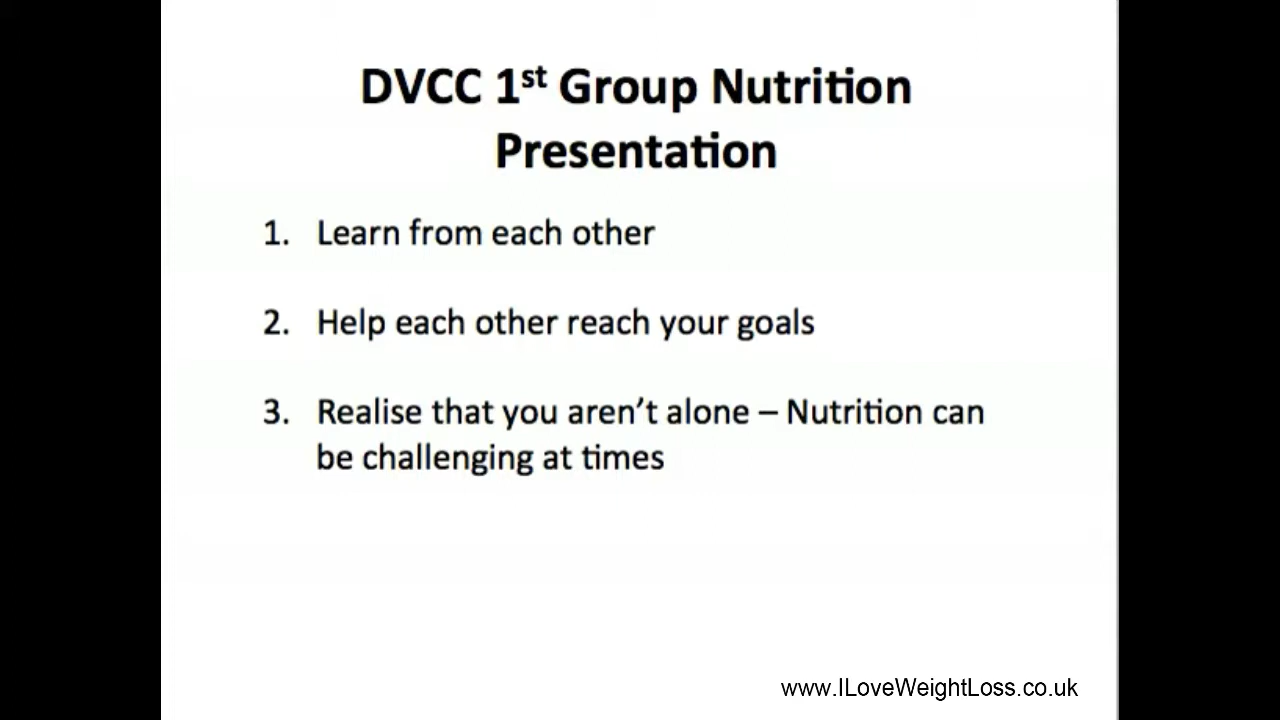 DVCC 1st Group Nutrition
Presentation
1. Learn from each other
2. Help each other reach your goals
3. Realise that you aren’t alone – Nutrition can
be challenging at times
www.ILoveWeightLoss.co.uk